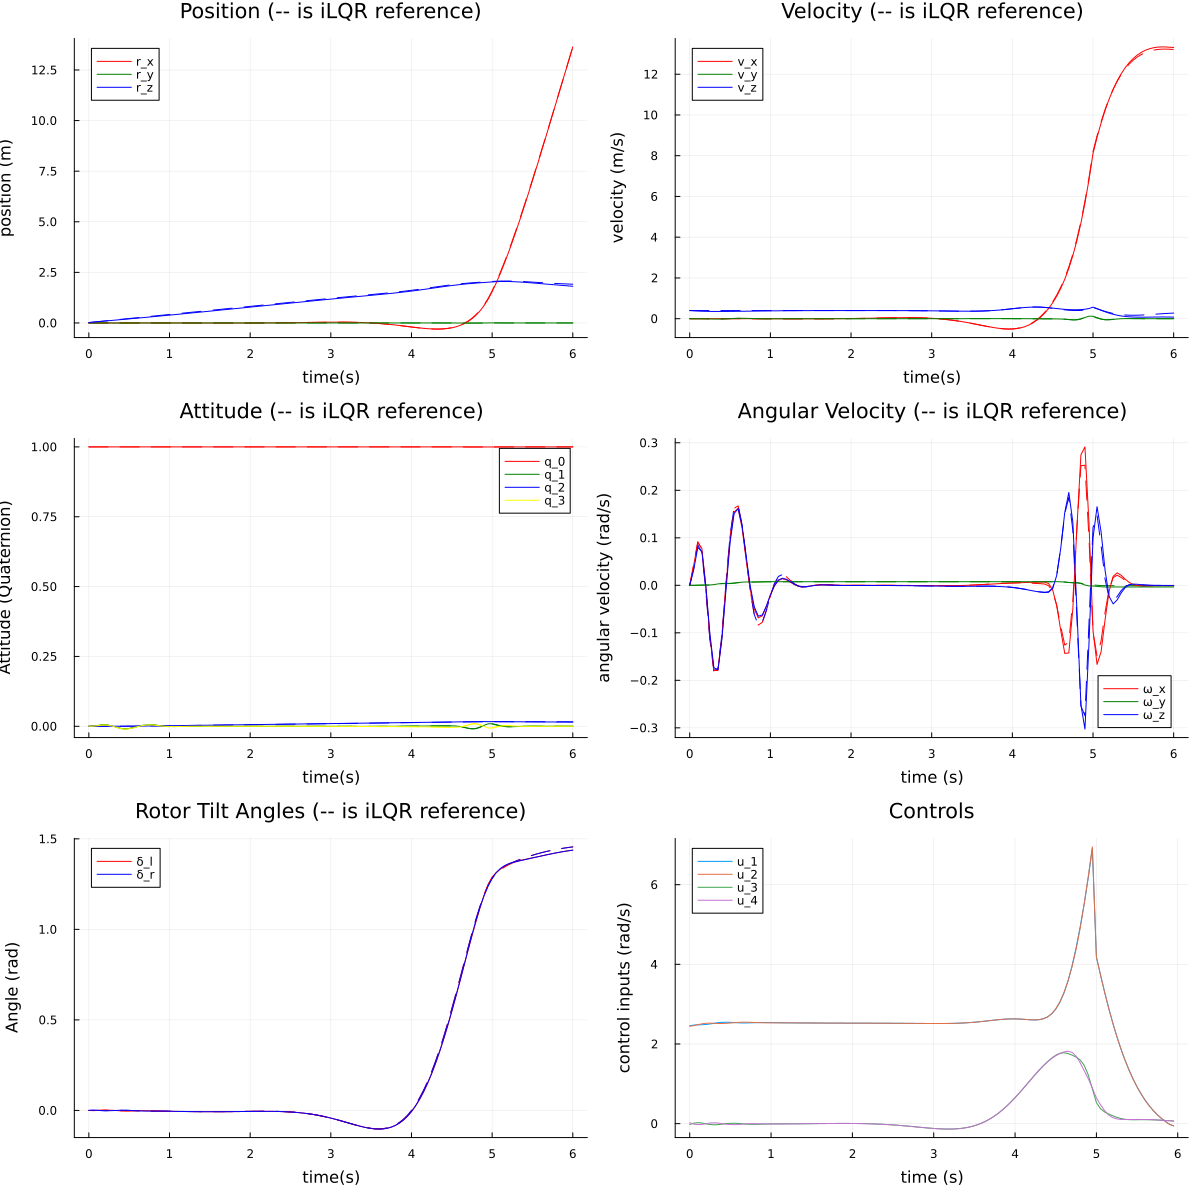 Position (-- is iLQR reference)
position (m)
12.5
10.0
7.5
5.0
2.5
0.0
r_x
r_y
r_z
0 1 2 3 4 5 6
time(s)
Velocity (-- is iLQR reference)
velocity (m/s)
12
10
8
6
4
2
0
v_x
v_y
v_z
0 1 2 3 4 5 6
time(s)
Attitude (-- is iLQR reference)
Attitude (Quaternion)
1.00
0.75
0.50
0.25
0.00
q_0
q_1
q_2
q_3
0 1 2 3 4 5 6
time(s)
Angular Velocity (-- is iLQR reference)
angular velocity (rad/s)
0.3
0.2
0.1
0.0
−0.1
−0.2
−0.3
ω_x
ω_y
ω_z
0 1 2 3 4 5 6
time (s)
Rotor Tilt Angles (-- is iLQR reference)
Angle (rad)
1.5
1.0
0.5
0.0
δ_l
δ_r
0 1 2 3 4 5 6
time(s)
Controls
control inputs (rad/s)
6
4
2
0
u_1
u_2
u_3
u_4
0 1 2 3 4 5 6
time (s)